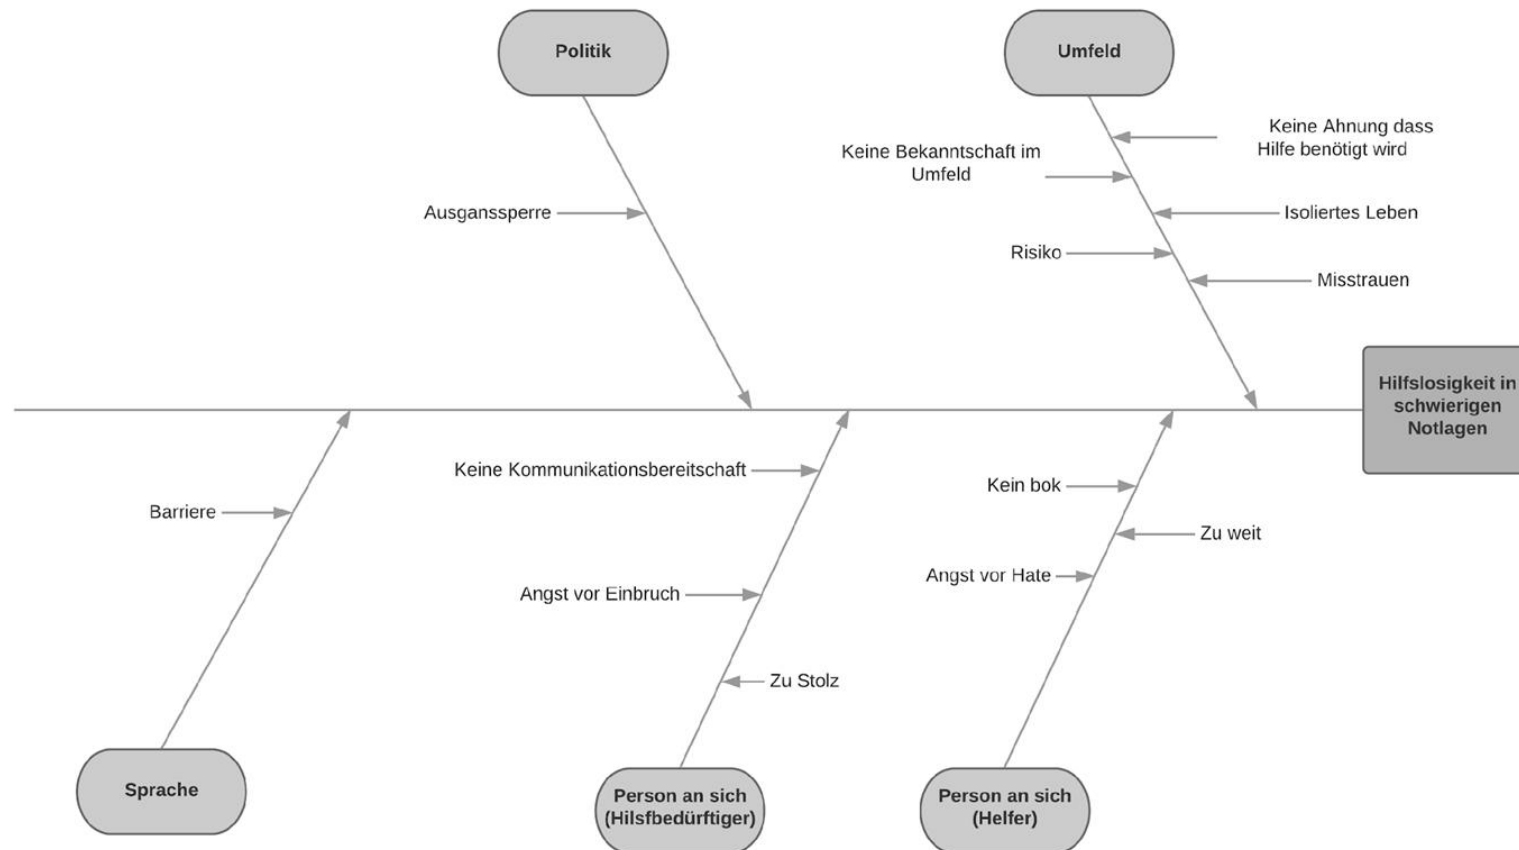 Politik
Umfeld
Keine Ahnung dass
Hilfe benötigt wird
Keine Bekanntschaft im
Umfeld
Ausganssperre
Isoliertes Leben
Risiko
Misstrauen
Hilfslosigkeit in
schwierigen
Notlagen
Keine Kommunikationsbereitschaft
Kein bok
Barriere
Zu weit
Angst vor Hate
Angst vor Einbruch
Zu Stolz
Sprache
Person an sich
(Hilsfbedürftiger)
Person an sich
(Helfer)